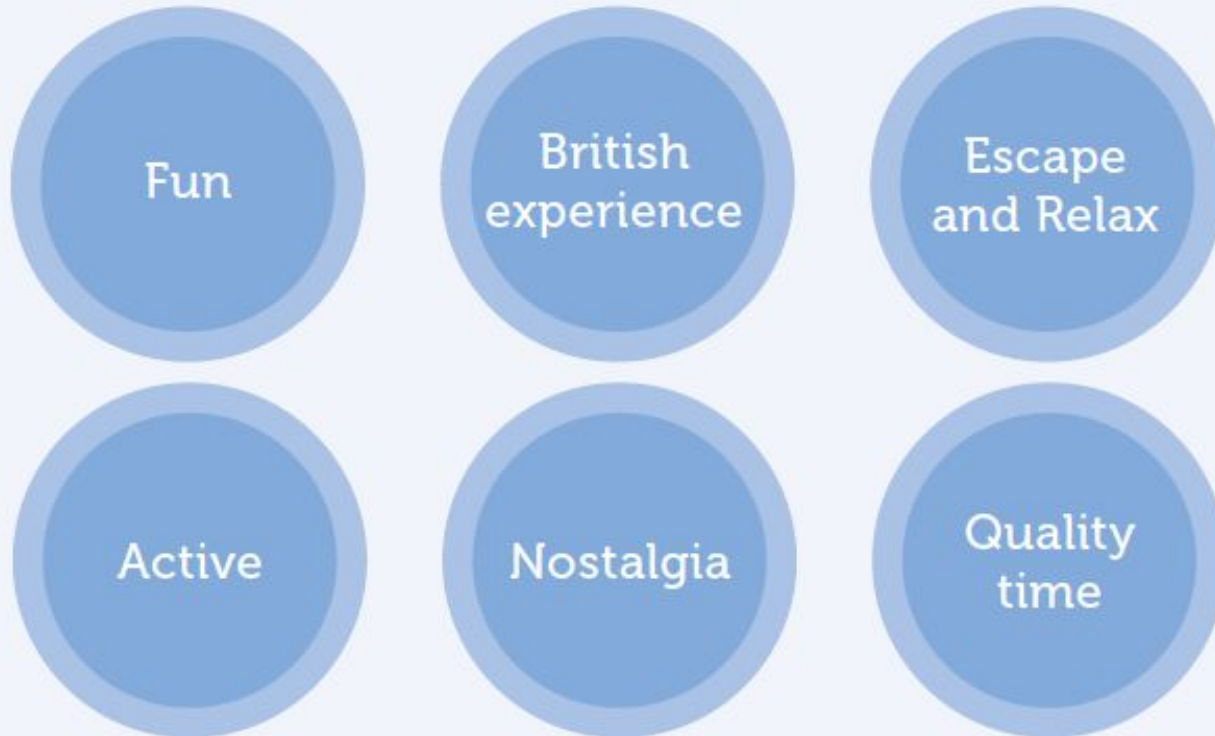 Fun
British
experience
Escape
and Relax
Active
Nostalgia
Quality
time